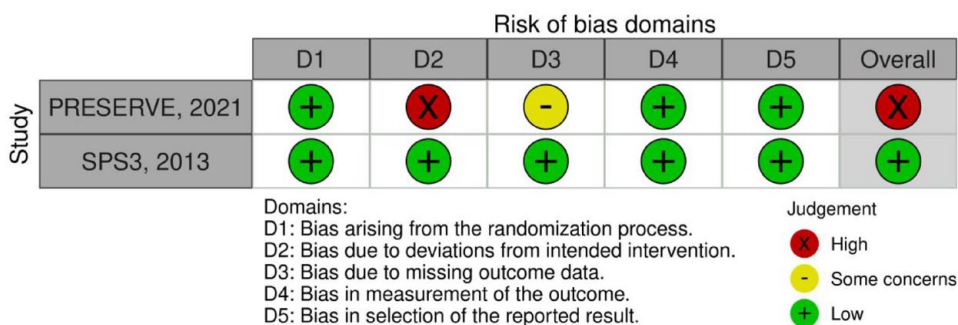 Risk of bias domains
D1 D2 D3 D4 D5 Overall
Study
PRESERVE, 2021 + X - + + X
SPS3, 2013 + + + + + +
Domains:
D1: Bias arising from the randomization process.
D2: Bias due to deviations from intended intervention.
D3: Bias due to missing outcome data.
D4: Bias in measurement of the outcome.
D5: Bias in selection of the reported result.
Judgement
X High
- Some concerns
+ Low